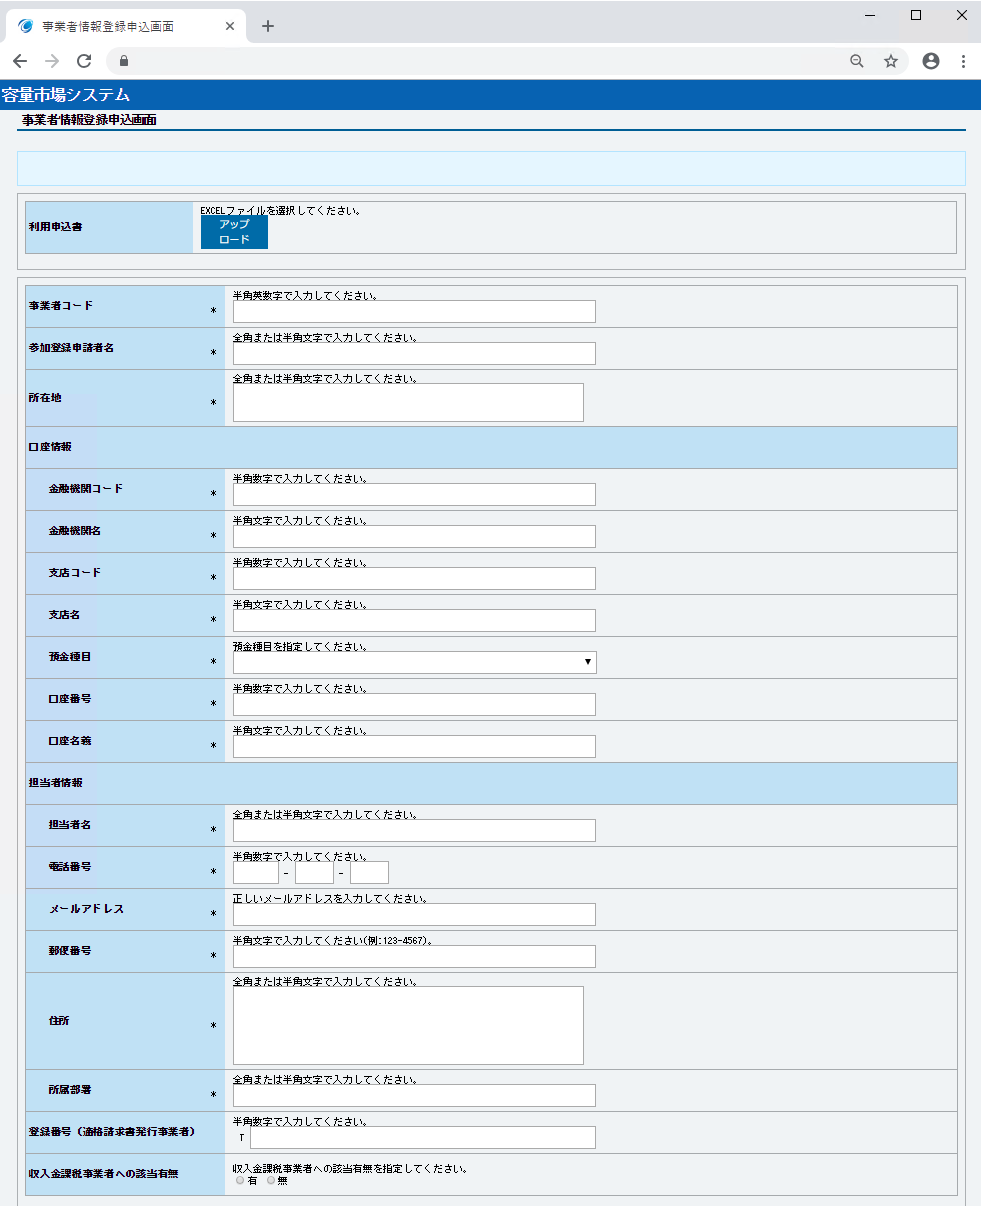 事業者情報登録申込画面
容量市場システム
事業者情報登録申込画面
利用申込書
EXCELファイルを選択してください。
アップ
ロード
事業者コード *
半角英数字で入力してください。
参加登録申請者名 *
全角または半角文字で入力してください。
所在地 *
全角または半角文字で入力してください。
口座情報
金融機関コード *
半角数字で入力してください。
金融機関名 *
半角文字で入力してください。
支店コード *
半角数字で入力してください。
支店名 *
半角文字で入力してください。
預金種目 *
預金種目を指定してください。
口座番号 *
半角数字で入力してください。
口座名義 *
半角文字で入力してください。
担当者情報
担当者名 *
全角または半角文字で入力してください。
電話番号 *
半角数字で入力してください。
- -
メールアドレス *
正しいメールアドレスを入力してください。
郵便番号 *
半角文字で入力してください(例:123-4567)。
住所 *
全角または半角文字で入力してください。
所属部署 *
全角または半角文字で入力してください。
登録番号（適格請求書発行事業者）
半角数字で入力してください。
T
収入金課税事業者への該当有無
収入金課税事業者への該当有無を指定してください。
有 無